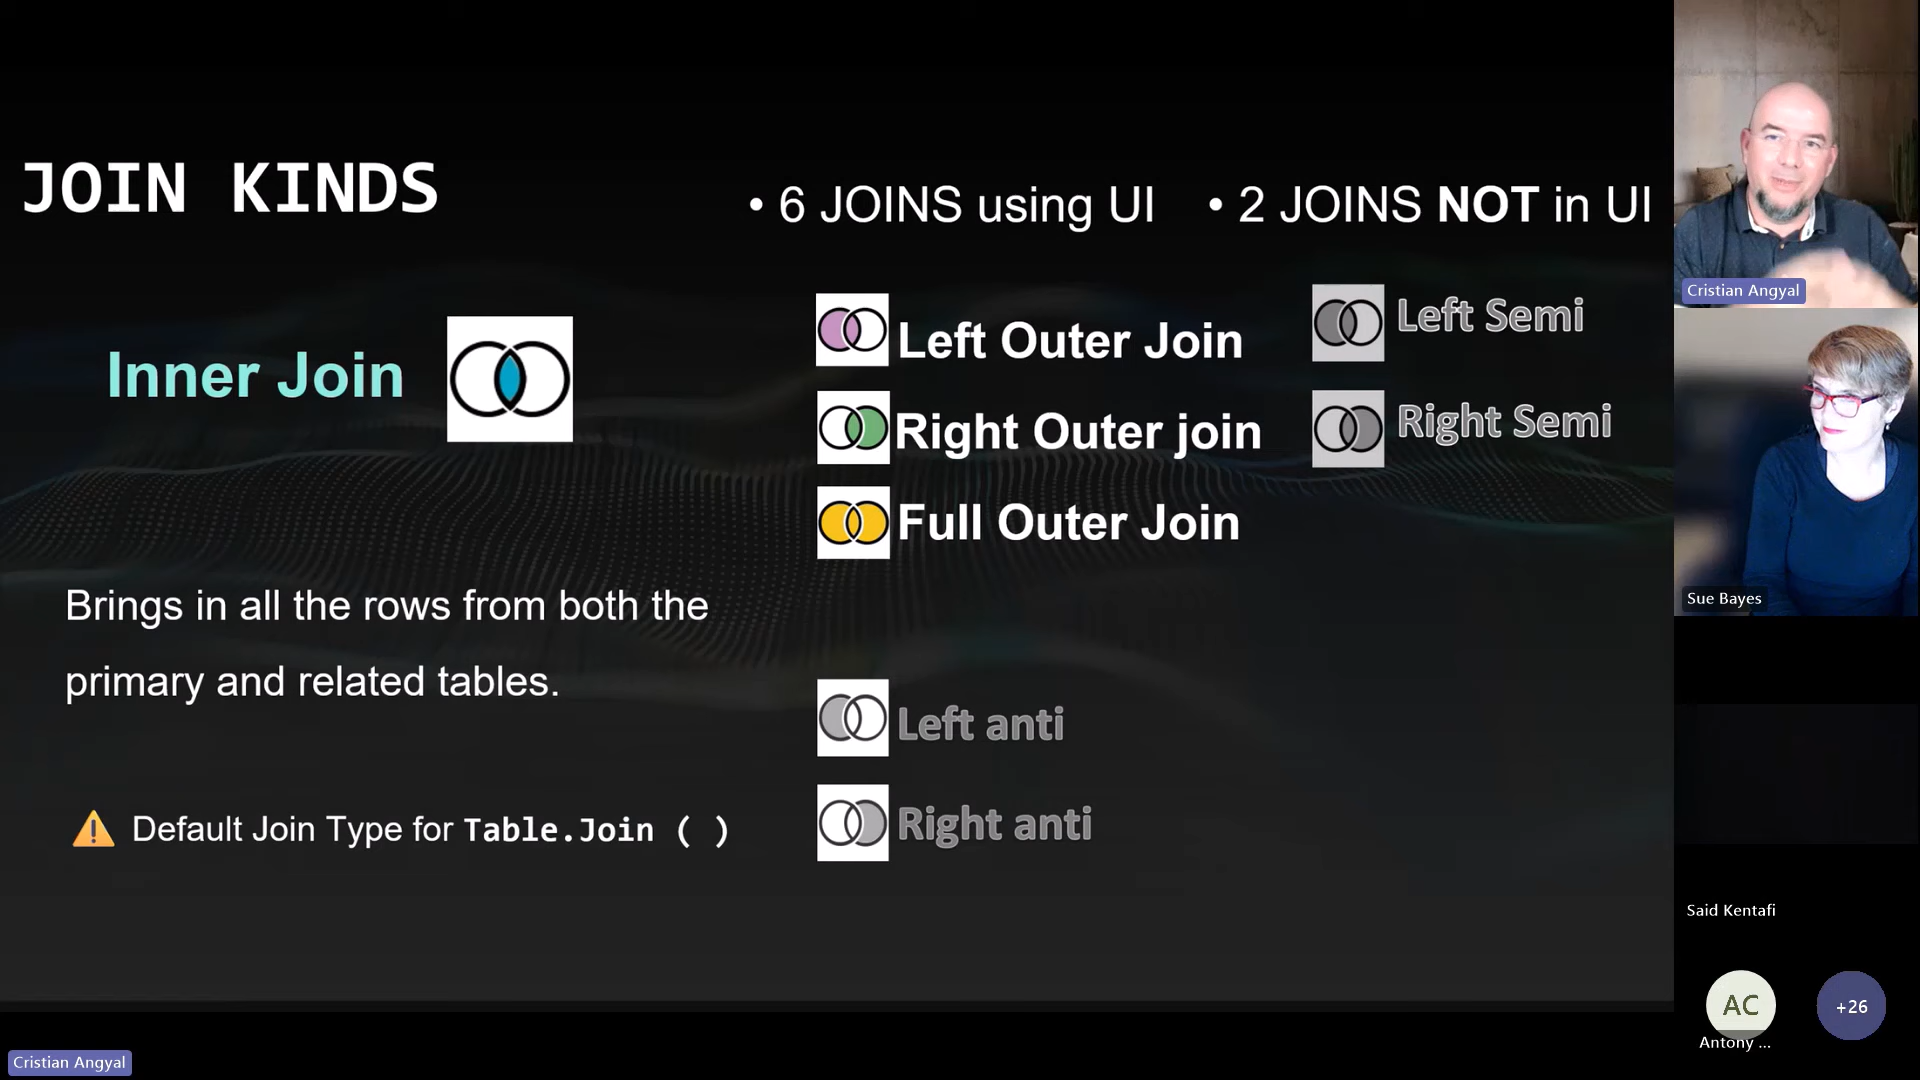 JOIN KINDS
• 6 JOINS using UI
• 2 JOINS NOT in UI
Inner Join
Left Outer Join
Right Outer join
Full Outer Join
Left Semi
Right Semi
Brings in all the rows from both the
primary and related tables.
Left anti
Right anti
Default Join Type for Table.Join ( )
Cristian Angyal
Sue Bayes
Said Kentafi
AC
+26
Antony ...
Cristian Angyal